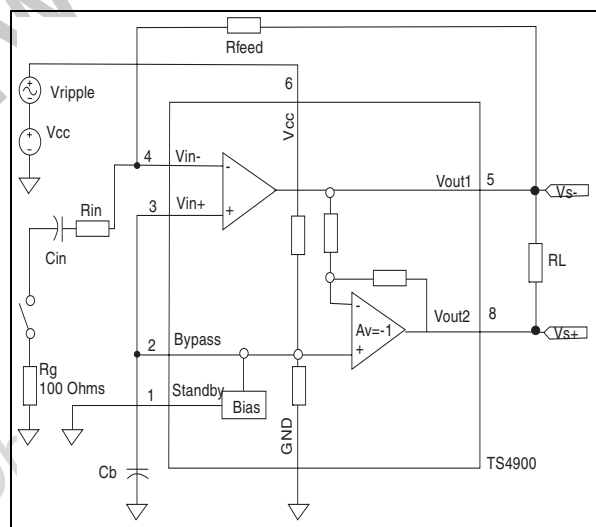 Rfeed
6
Vripple
Vcc
Vcc
4 Vin-
Vout1 5
Vs-
3 Vin+
Rin
Cin
RL
Av=-1
Vout2 8
Vs+
2 Bypass
Rg
100 Ohms
1 Standby
Bias
GND
Cb
TS4900